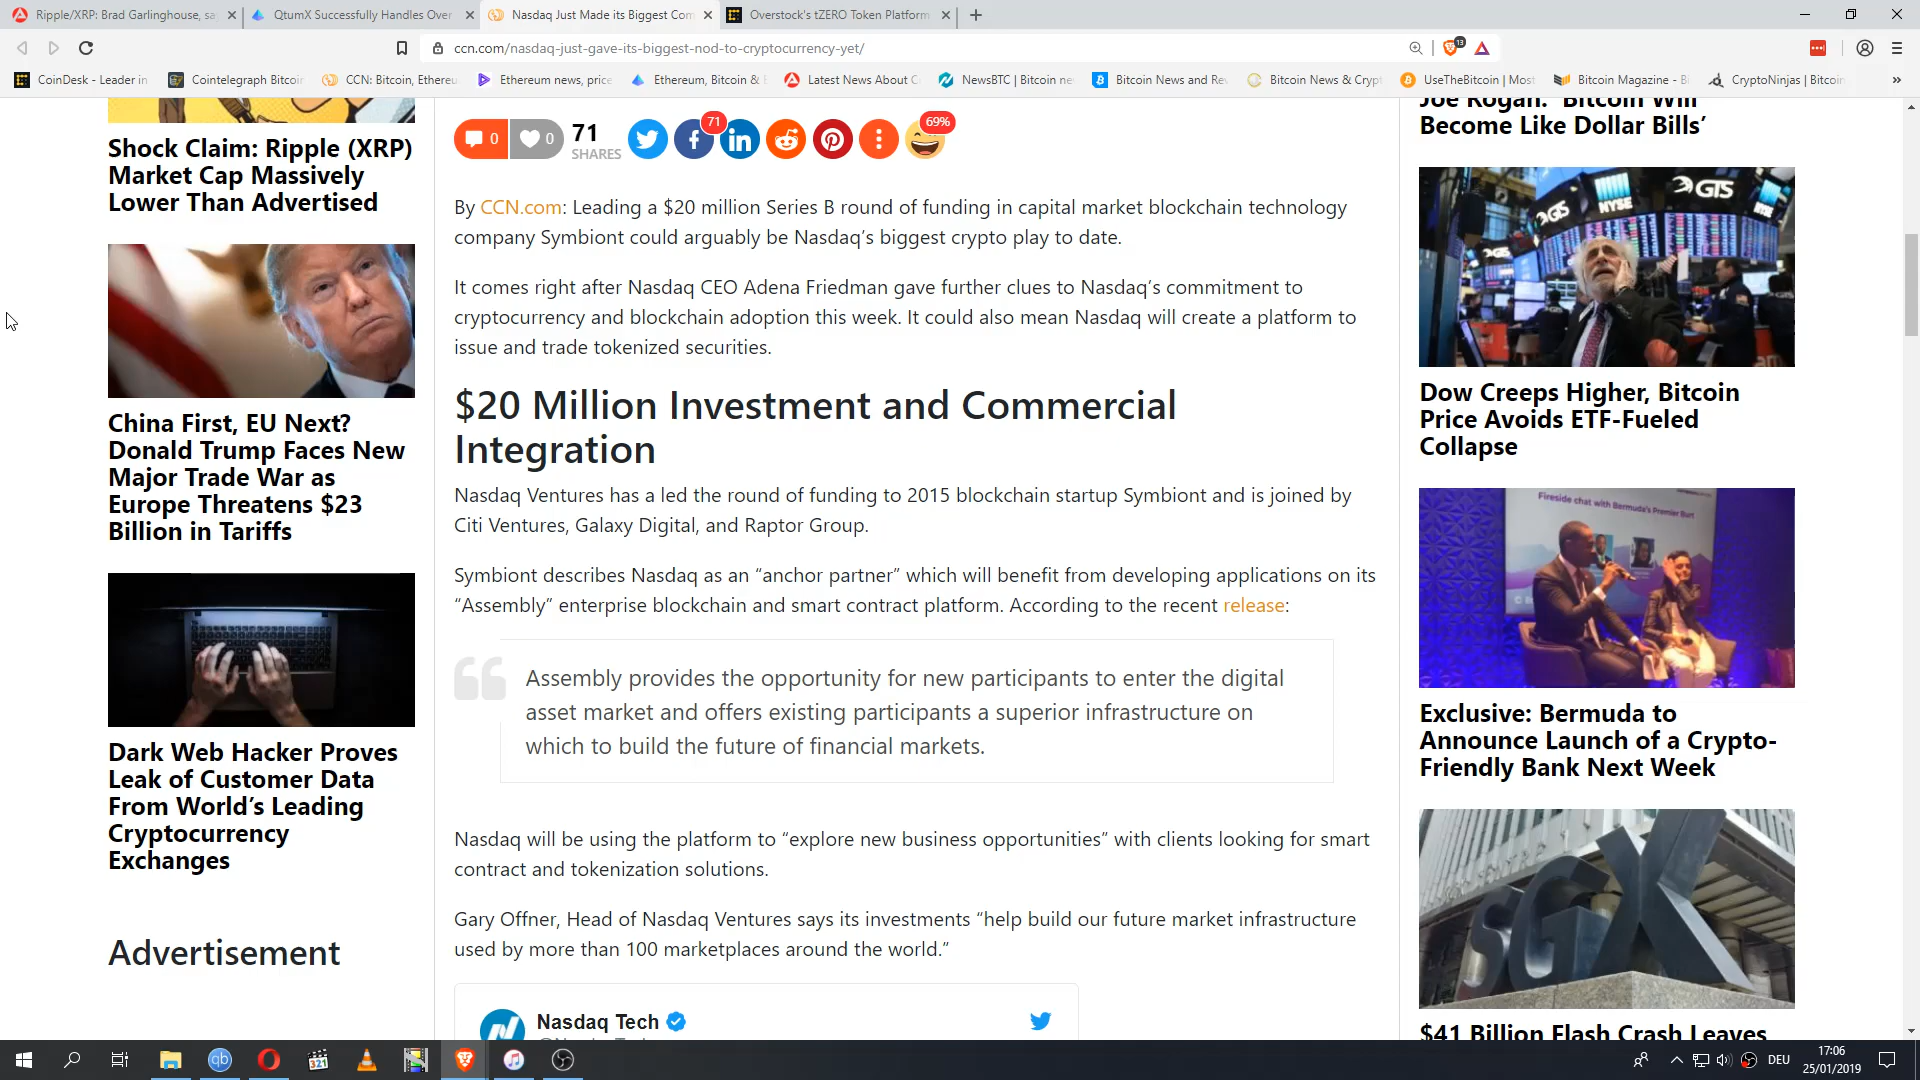 Ripple/XRP: Brad Garlinghouse, sa
QtumX Successfully Handles Over
Nasdaq Just Made its Biggest Com
Overstock's tZERO Token Platform
ccn.com/nasdaq-just-gave-its-biggest-nod-to-cryptocurrency-yet/
13
CoinDesk - Leader in
Cointelegraph Bitcoin
CCN: Bitcoin, Ethereu
Ethereum news, price
Ethereum, Bitcoin &
Latest News About C
NewsBTC | Bitcoin ne
Bitcoin News and Re
Bitcoin News & Crypt
UseTheBitcoin | Most
Bitcoin Magazine - B
CryptoNinjas | Bitcoin
»
Shock Claim: Ripple (XRP)
Market Cap Massively
Lower Than Advertised
China First, EU Next?
Donald Trump Faces New
Major Trade War as
Europe Threatens $23
Billion in Tariffs
Dark Web Hacker Proves
Leak of Customer Data
From World's Leading
Cryptocurrency
Exchanges
Advertisement
0
0
71
SHARES
71
69%
By CCN.com: Leading a $20 million Series B round of funding in capital market blockchain technology
company Symbiont could arguably be Nasdaq's biggest crypto play to date.
It comes right after Nasdaq CEO Adena Friedman gave further clues to Nasdaq's commitment to
cryptocurrency and blockchain adoption this week. It could also mean Nasdaq will create a platform to
issue and trade tokenized securities.
$20 Million Investment and Commercial
Integration
Nasdaq Ventures has a led the round of funding to 2015 blockchain startup Symbiont and is joined by
Citi Ventures, Galaxy Digital, and Raptor Group.
Symbiont describes Nasdaq as an “anchor partner” which will benefit from developing applications on its
“Assembly” enterprise blockchain and smart contract platform. According to the recent release:
Assembly provides the opportunity for new participants to enter the digital
asset market and offers existing participants a superior infrastructure on
which to build the future of financial markets.
Nasdaq will be using the platform to “explore new business opportunities” with clients looking for smart
contract and tokenization solutions.
Gary Offner, Head of Nasdaq Ventures says its investments “help build our future market infrastructure
used by more than 100 marketplaces around the world.”
Nasdaq Tech
Joe Rogan: ‘Bitcoin Will
Become Like Dollar Bills’
GTS
NYSE
GTS
Dow Creeps Higher, Bitcoin
Price Avoids ETF-Fueled
Collapse
Fireside chat with Bermuda's Premier Burt
Exclusive: Bermuda to
Announce Launch of a Crypto-
Friendly Bank Next Week
SGX
$41 Billion Flash Crash Leaves
qb
321
DEU
17:06
25/01/2019